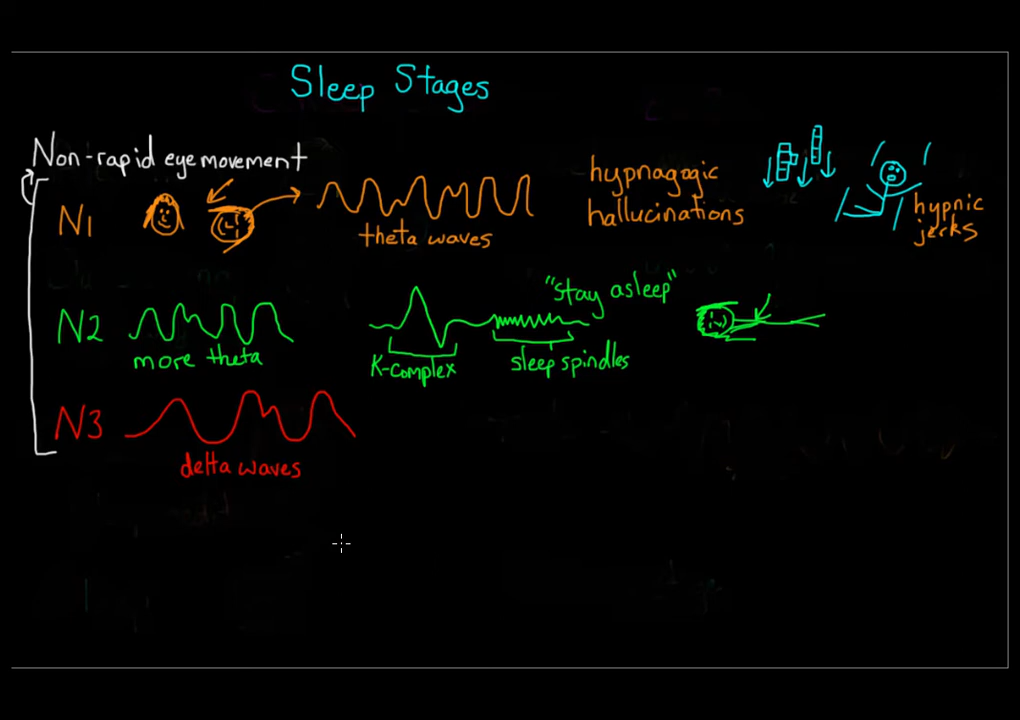 Sleep Stages
Non-rapid eye movement
N1
theta waves
hypnagogic
hallucinations
hypnic
jerks
N2
more theta
K-complex
"stay asleep"
sleep spindles
N3
delta waves